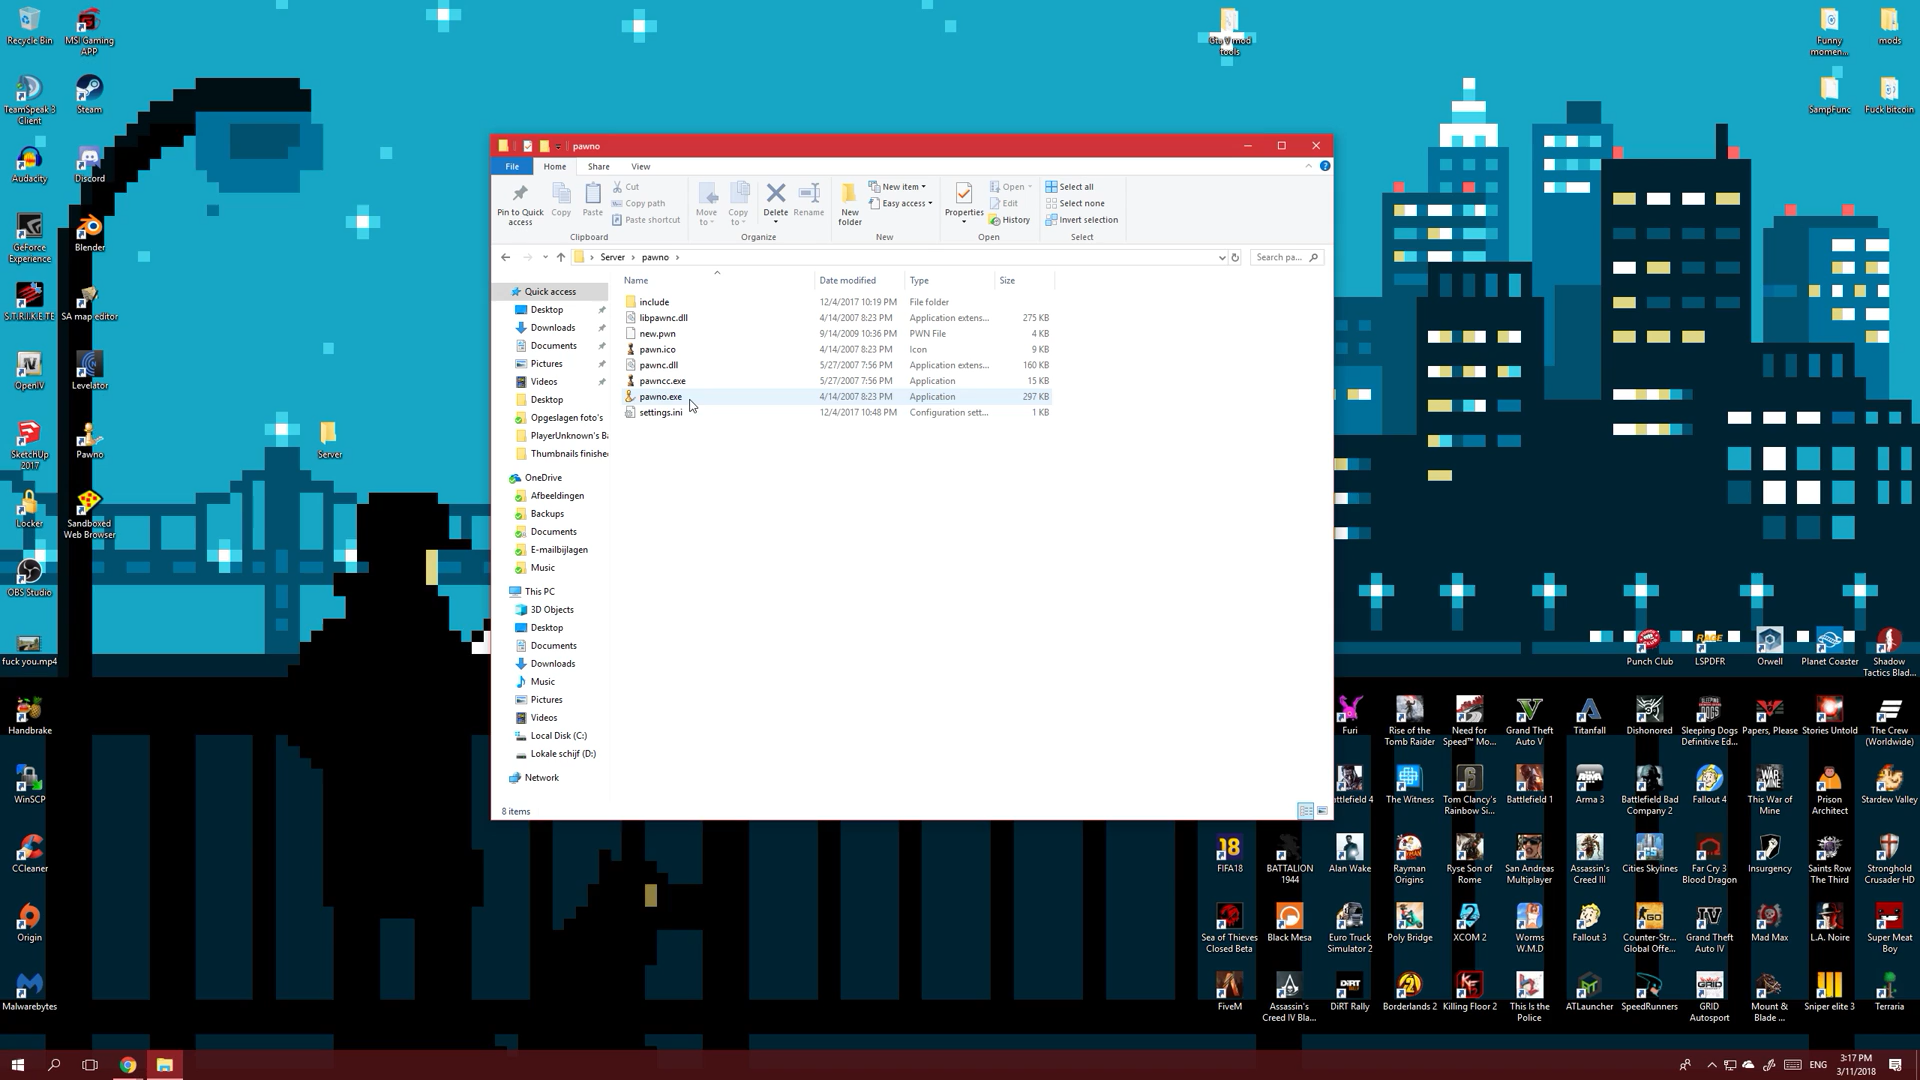 Recycle Bin
MSI Gaming
APP
TeamSpeak 3
Client
Steam
Audacity
Discord
GeForce
Experience
Blender
S.T.R.I.K.E TE
SA map editor
OpenIV
Levelator
SketchUp
2017
Pawno
Server
Locker
Sandboxed
Web Browser
OBS Studio
fuck you.mp4
Handbrake
WinSCP
CCleaner
Origin
Malwarebytes
Gta V mod
tools
Funny
momen...
mods
SampFunc
Fuck bitcoin
pawno
File
Home
Share
View
Pin to Quick
access
Copy
Paste
Cut
Copy path
Paste shortcut
Clipboard
Move
to
Copy
to
Delete
Rename
Organize
New
folder
New item
Easy access
New
Properties
Open
Edit
History
Open
Select all
Select none
Invert selection
Select
Server
pawno
Search pa...
Name
Date modified
Type
Size
include 12/4/2017 10:19 PM File folder
libpawnc.dll 4/14/2007 8:23 PM Application extens... 275 KB
new.pwn 9/14/2009 10:36 PM PWN File 4 KB
pawn.ico 4/14/2007 8:23 PM Icon 9 KB
pawnc.dll 5/27/2007 7:56 PM Application extens... 160 KB
pawncc.exe 5/27/2007 7:56 PM Application 15 KB
pawno.exe 4/14/2007 8:23 PM Application 297 KB
settings.ini 12/4/2017 10:48 PM Configuration sett... 1 KB
Quick access
Desktop
Downloads
Documents
Pictures
Videos
Desktop
Opgeslagen foto's
PlayerUnknown's Ba
Thumbnails finishe
OneDrive
Afbeeldingen
Backups
Documents
E-mailbijlagen
Music
This PC
3D Objects
Desktop
Documents
Downloads
Music
Pictures
Videos
Local Disk (C:)
Lokale schijf (D:)
Network
8 items
Punch Club
LSPDFR
Orwell
Planet Coaster
Shadow
Tactics Blad...
Furi
Rise of the
Tomb Raider
Need for
Speed™ Mo...
Grand Theft
Auto V
Titanfall
Dishonored
Sleeping Dogs
Definitive Ed...
Papers, Please
Stories Untold
The Crew
(Worldwide)
attlefield 4
The Witness
Tom Clancy's
Rainbow Si...
Battlefield 1
Arma 3
Battlefield Bad
Company 2
Fallout 4
This War of
Mine
Prison
Architect
Stardew Valley
FIFA18
BATTALION
1944
Alan Wake
Rayman
Origins
Ryse Son of
Rome
San Andreas
Multiplayer
Assassin's
Creed III
Cities Skylines
Far Cry 3
Blood Dragon
Insurgency
Saints Row
The Third
Stronghold
Crusader HD
Sea of Thieves
Closed Beta
Black Mesa
Euro Truck
Simulator 2
Poly Bridge
XCOM 2
Worms
W.M.D
Fallout 3
Counter-Str...
Global Offe...
Grand Theft
Auto IV
Mad Max
L.A. Noire
Super Meat
Boy
FiveM
Assassin's
Creed IV Bla...
DiRT Rally
Borderlands 2
Killing Floor 2
This Is the
Police
ATLauncher
SpeedRunners
GRID
Autosport
Mount &
Blade ...
Sniper elite 3
Terraria
ENG
3:17 PM
3/11/2018